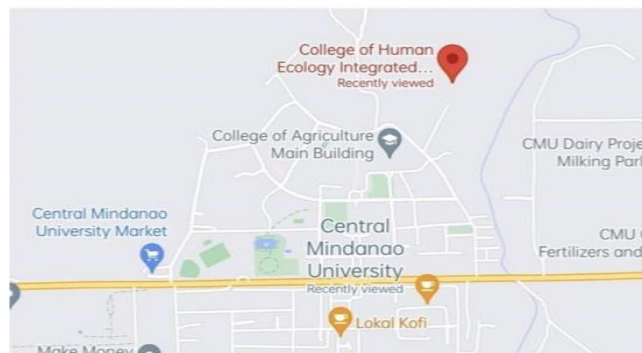 College of Human
Ecology Integrated...
Recently viewed
College of Agriculture
Main Building
CMU Dairy Proje
Milking Par
Central Mindanao
University Market
Central
Mindanao
University
Recently viewed
CMU
Fertilizers and
Lokal Kofi
Make Money